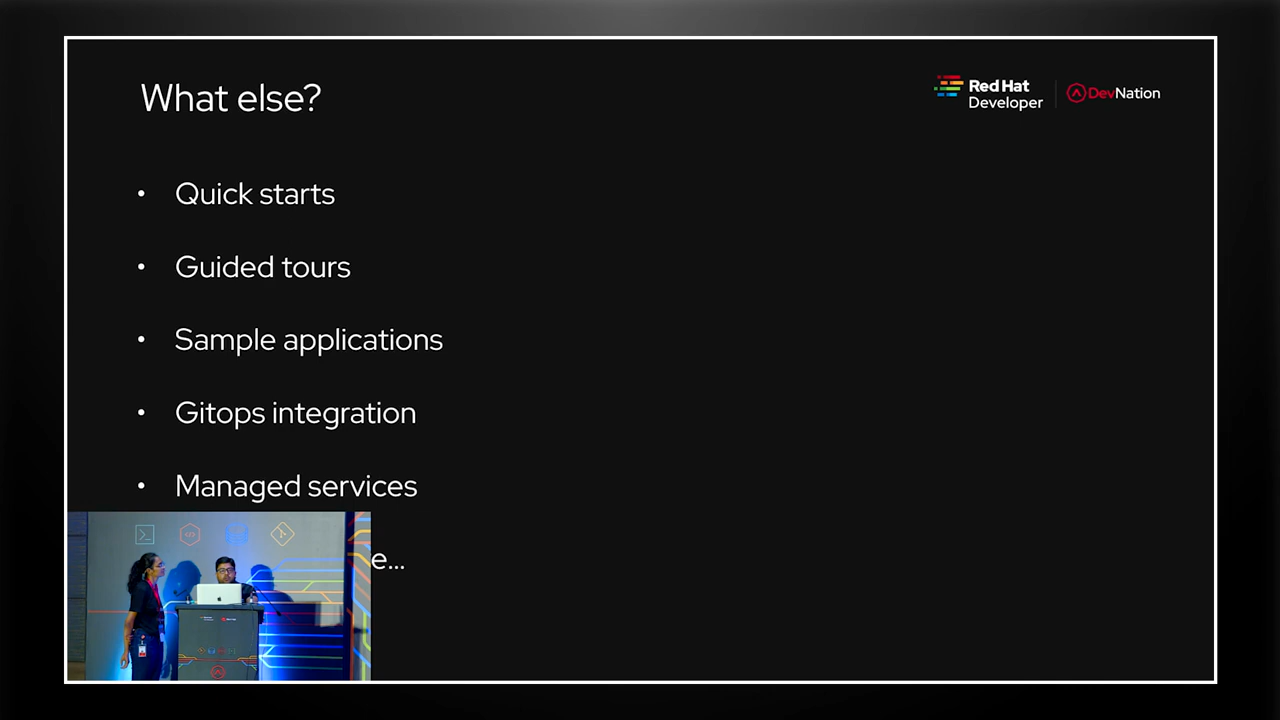 What else?
Red Hat
Developer
DevNation
• Quick starts
• Guided tours
• Sample applications
• Gitops integration
• Managed services
e...